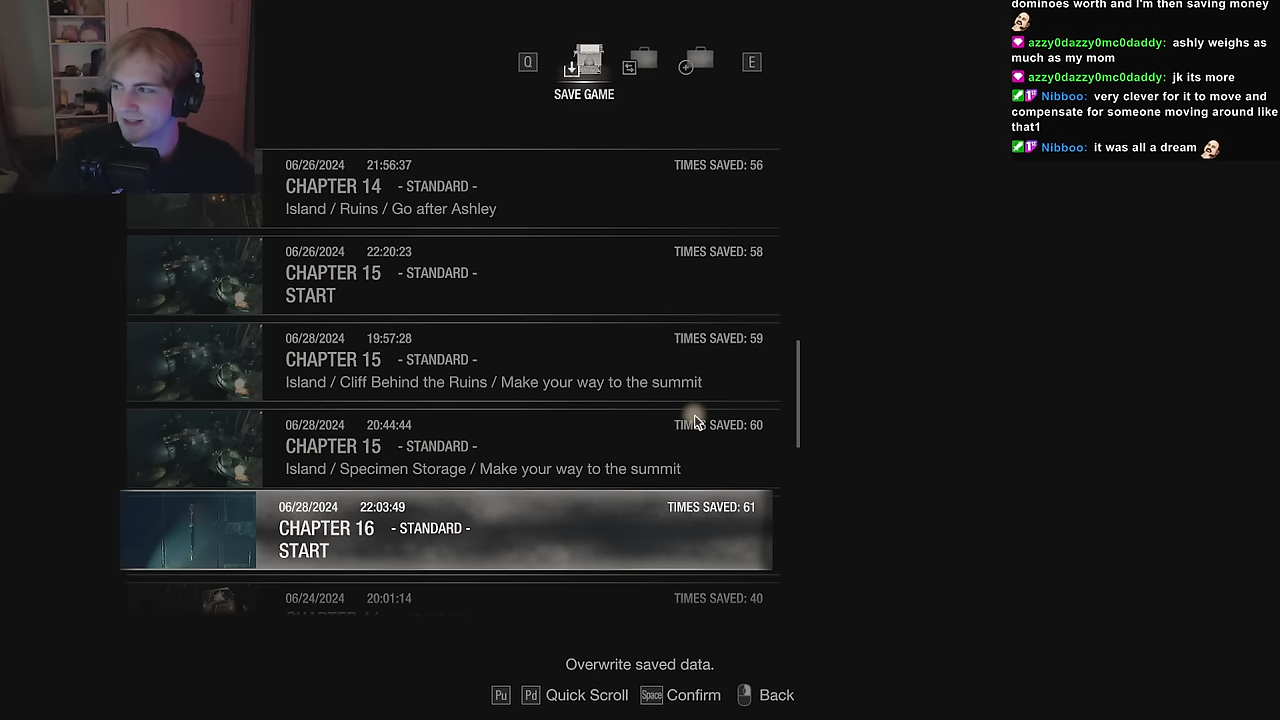 Q
E
SAVE GAME
06/26/2024 21:56:37 TIMES SAVED: 56
CHAPTER 14 - STANDARD -
Island / Ruins / Go after Ashley
06/26/2024 22:20:23 TIMES SAVED: 58
CHAPTER 15 - STANDARD -
START
06/28/2024 19:57:28 TIMES SAVED: 59
CHAPTER 15 - STANDARD -
Island / Cliff Behind the Ruins / Make your way to the summit
06/28/2024 20:44:44 TIMES SAVED: 60
CHAPTER 15 - STANDARD -
Island / Specimen Storage / Make your way to the summit
06/28/2024 22:03:49 TIMES SAVED: 61
CHAPTER 16 - STANDARD -
START
06/24/2024 20:01:14 TIMES SAVED: 40
Overwrite saved data.
Pu Pd Quick Scroll Space Confirm Back
dominoes worth and I'm then saving money
azzy0dazzy0mc0daddy: ashly weighs as
much as my mom
azzy0dazzy0mc0daddy: jk its more
Nibboo: very clever for it to move and
compensate for someone moving around like
that1
Nibboo: it was all a dream